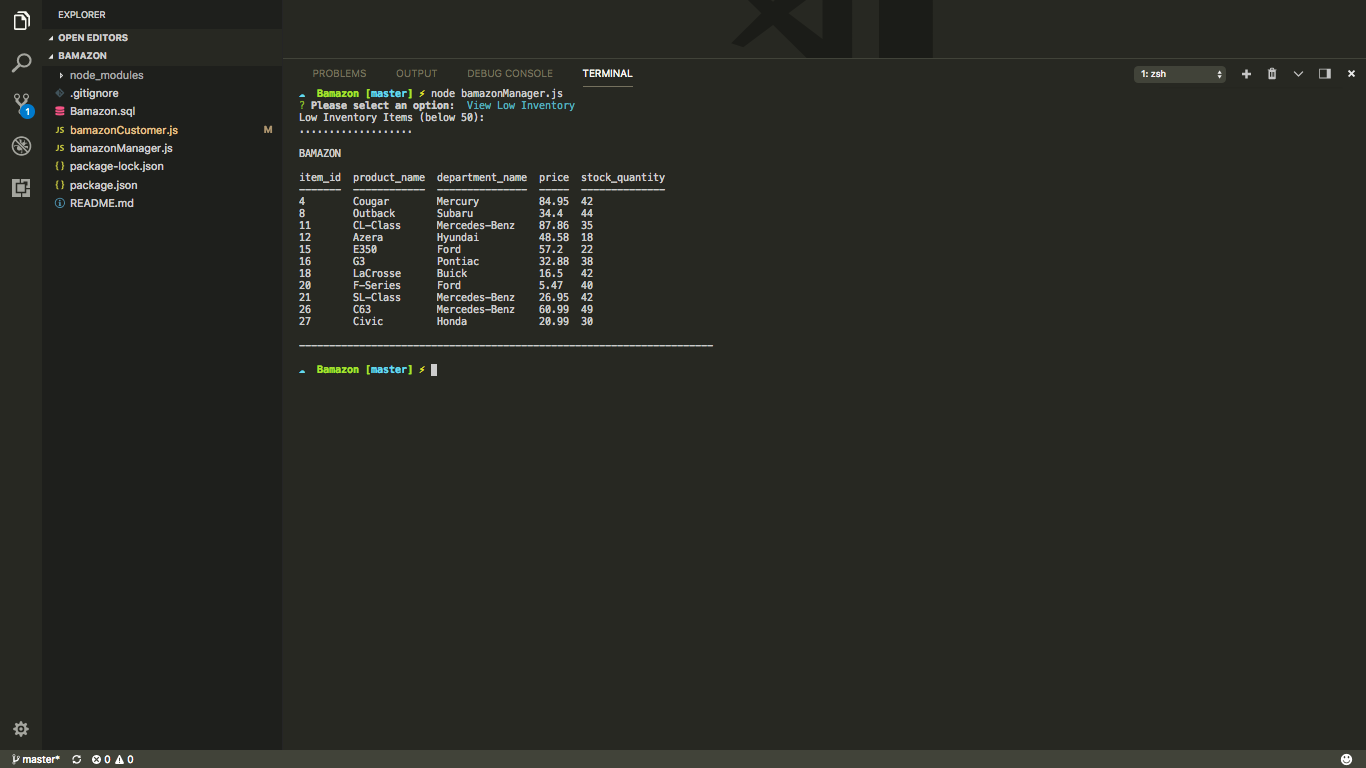 EXPLORER
OPEN EDITORS
BAMAZON
node_modules
.gitignore
1
Bamazon.sql
JS bamazonCustomer.js M
JS bamazonManager.js
{} package-lock.json
{} package.json
README.md
PROBLEMS OUTPUT DEBUG CONSOLE TERMINAL 1: zsh
Bamazon [master] ⚡ node bamazonManager.js
? Please select an option: View Low Inventory
Low Inventory Items (below 50):
...................
BAMAZON
item_id product_name department_name price stock_quantity
------- ------------ --------------- ----- --------------
4 Cougar Mercury 84.95 42
8 Outback Subaru 34.4 44
11 CL-Class Mercedes-Benz 87.86 35
12 Azera Hyundai 48.58 18
15 E350 Ford 57.2 22
16 G3 Pontiac 32.88 38
18 LaCrosse Buick 16.5 42
20 F-Series Ford 5.47 40
21 SL-Class Mercedes-Benz 26.95 42
26 C63 Mercedes-Benz 60.99 49
27 Civic Honda 20.99 30
---------------------------------------------------------------------
Bamazon [master] ⚡
master* 0 0